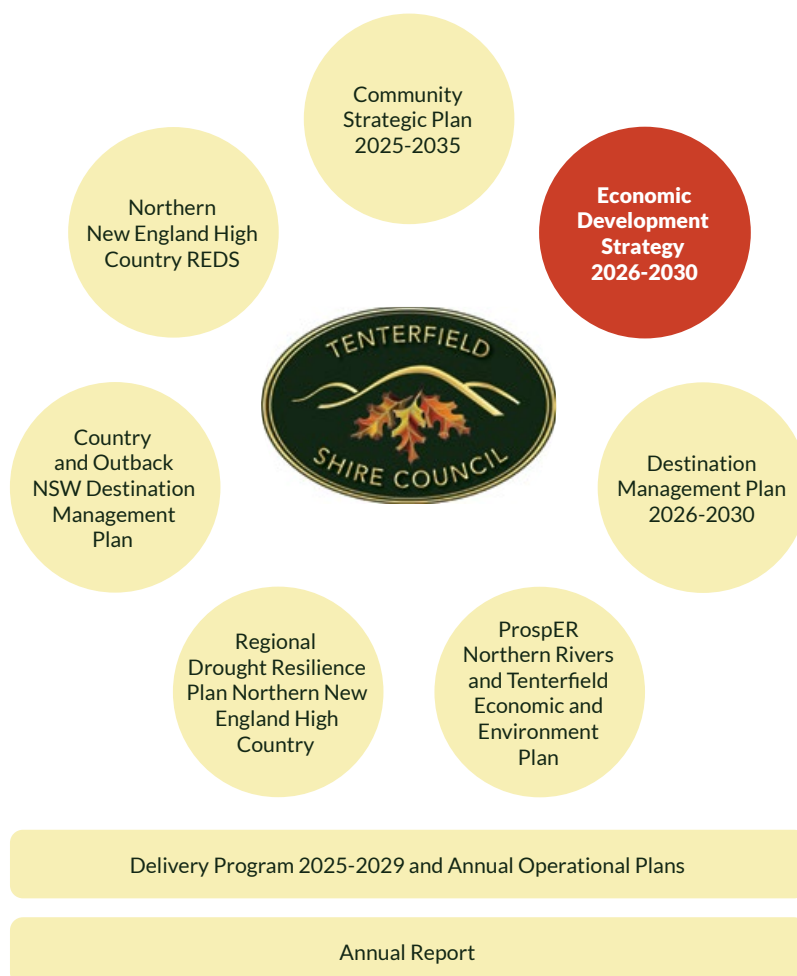 Community
Strategic Plan
2025-2035
Economic
Development
Strategy
2026-2030
Northern
New England High
Country REDS
TENTERFIELD
SHIRE COUNCIL
Country
and Outback
NSW Destination
Management
Plan
Destination
Management Plan
2026-2030
Regional
Drought Resilience
Plan Northern New
England High
Country
ProspER
Northern Rivers
and Tenterfield
Economic and
Environment
Plan
Delivery Program 2025-2029 and Annual Operational Plans
Annual Report